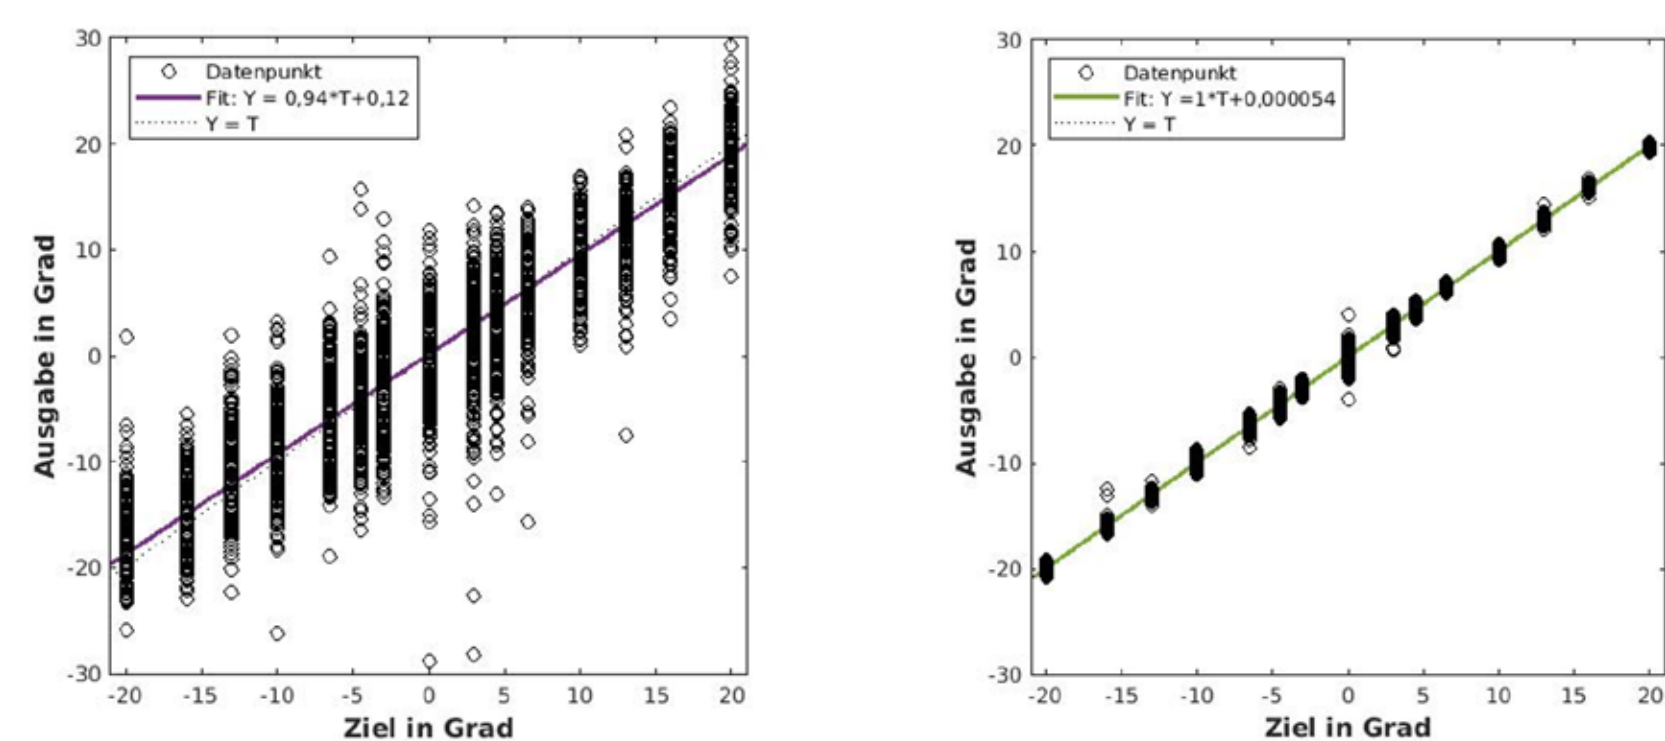 30
20
10
0
-10
-20
-30
Ausgabe in Grad
Datenpunkt
Fit: Y = 0,94*T+0,12
Y = T
-20 -15 -10 -5 0 5 10 15 20
Ziel in Grad
30
20
10
0
-10
-20
-30
Ausgabe in Grad
Datenpunkt
Fit: Y =1*T+0,000054
Y = T
-20 -15 -10 -5 0 5 10 15 20
Ziel in Grad